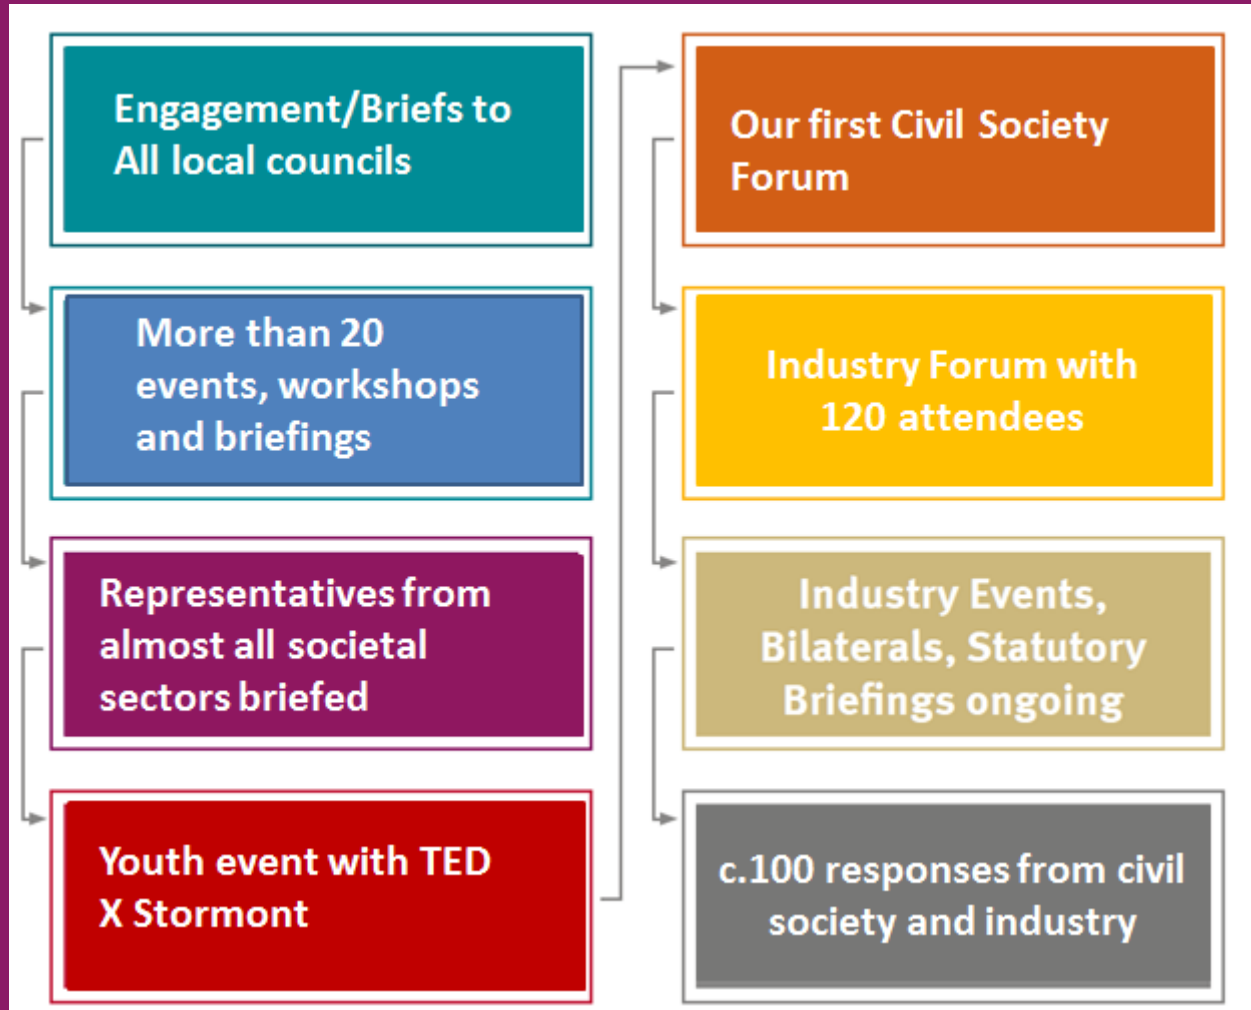 Engagement/Briefs to
All local councils
More than 20
events, workshops
and briefings
Representatives from
almost all societal
sectors briefed
Youth event with TED
X Stormont
Our first Civil Society
Forum
Industry Forum with
120 attendees
Industry Events,
Bilaterals, Statutory
Briefings ongoing
c.100 responses from civil
society and industry